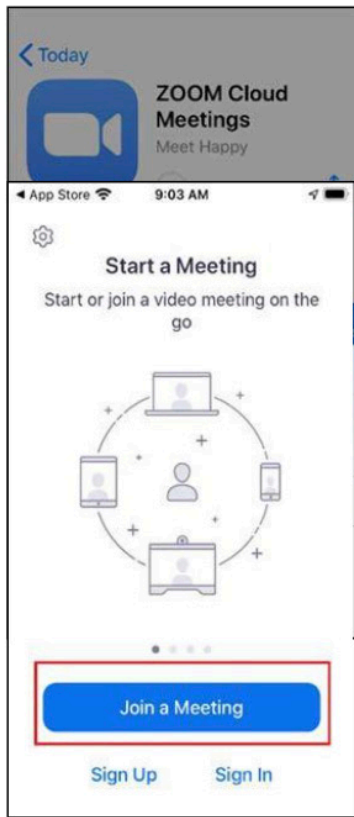 Today
ZOOM Cloud
Meetings
Meet Happy
App Store 9:03 AM
Start a Meeting
Start or join a video meeting on the
go
Join a Meeting
Sign Up Sign In